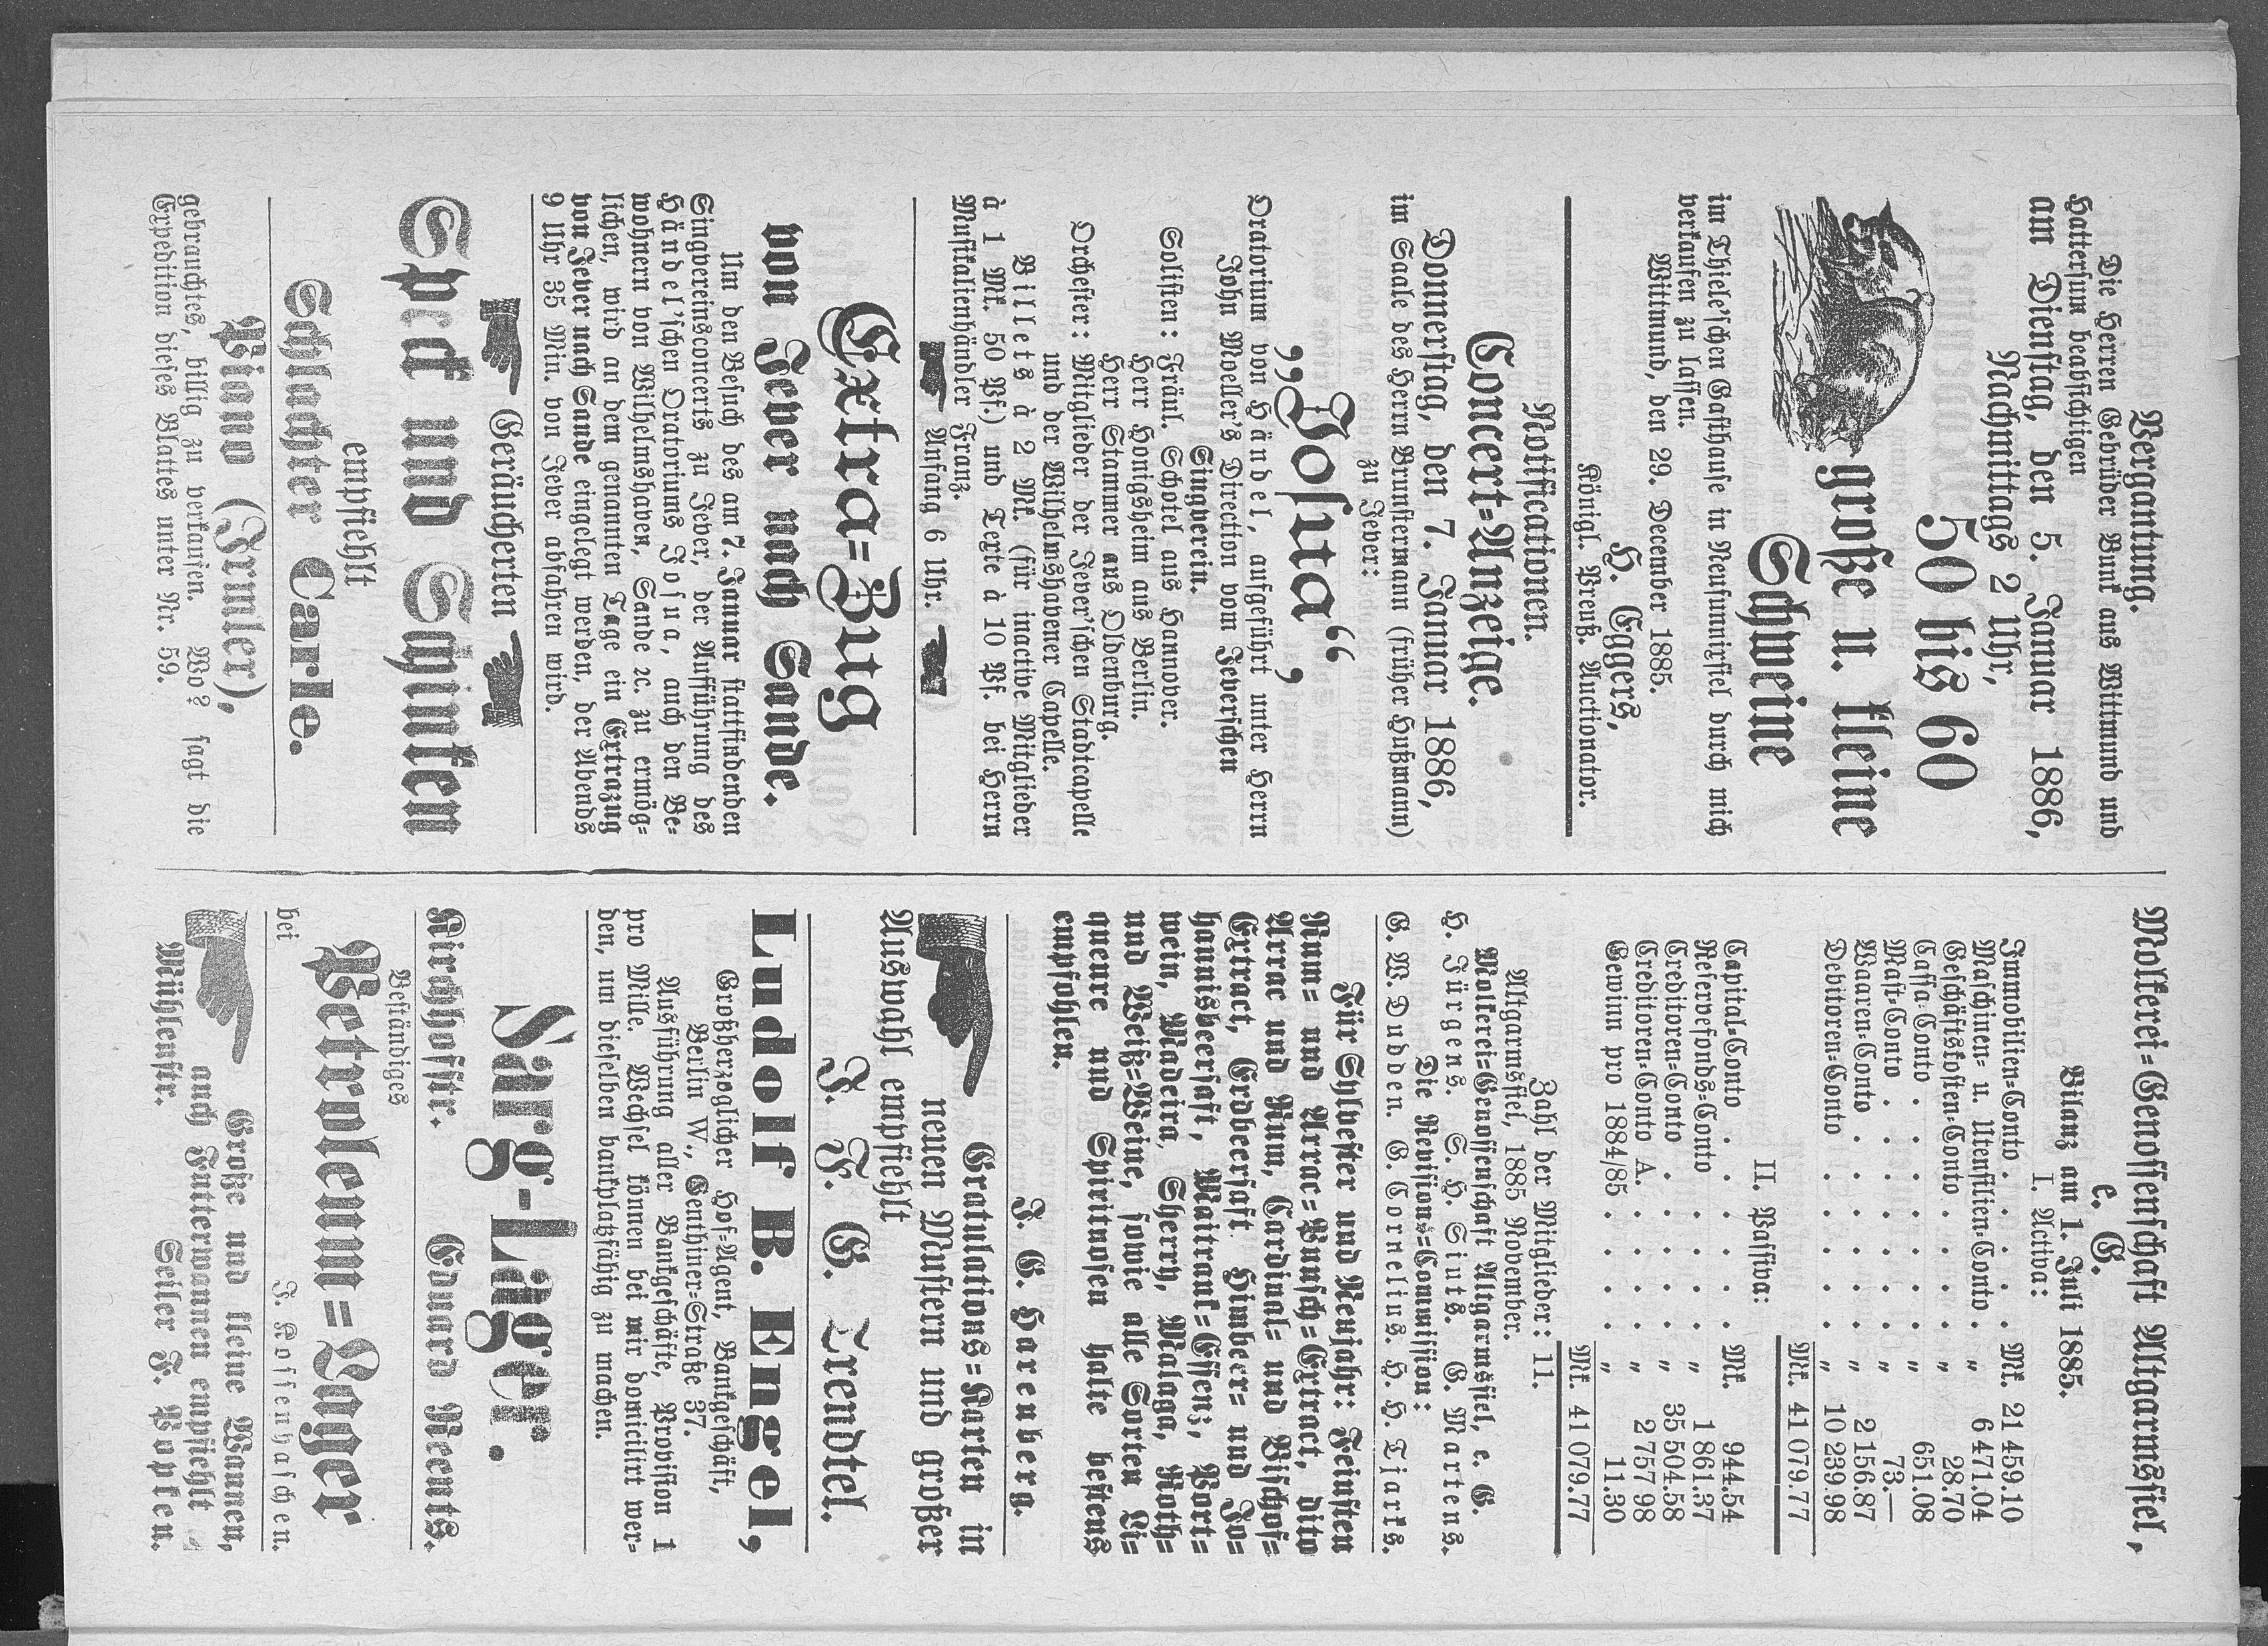 Vergantung.
Die Herren Gebrüder Bunk aus Wittmund und
Hattersum beabsichtigen
am Dienstag, den 5. Januar 1886,
Nachmittags 2 Uhr,
50 bis 60
große u. kleine
Schweine
im Thiele'schen Gasthause in Neufunnixsiel durch mich
verkaufen zu lassen.
Wittmund, den 29. December 1885.
H. Eggers,
Königl. Preuß. Auctionator.
Notificationen.
Concert-Anzeige.
Donnerstag, den 7. Januar 1886,
im Saale des Herrn Brunstermann (früher Hußmann)
zu Jever:
„Josua“,
Oratorium von Händel, aufgeführt unter Herrn
John Moeller's Direction vom Jeverschen
Singverein.
Solisten: Fräul. Schotel aus Hannover.
Herr Honigsheim aus Berlin.
Herr Stammer aus Oldenburg.
Orchester: Mitglieder der Jever'schen Stadtcapelle
und der Wilhelmshavener Capelle.
Billets à 2 Mk. (für inactive Mitglieder
à 1 Mk. 50 Pf.) und Texte à 10 Pf. bei Herrn
Musikalienhändler Franz.
Anfang 6 Uhr.
Extra-Zug
von Jever nach Sande.
Um den Besuch des am 7. Januar stattfindenden
Singvereinsconcerts zu Jever, der Aufführung des
Händel'schen Oratoriums Josua, auch den Be-
wohnern von Wilhelmshaven, Sande ꝛc. zu ermög-
lichen, wird an dem genannten Tage ein Extrazug
von Jever nach Sande eingelegt werden, der Abends
9 Uhr 35 Min. von Jever abfahren wird.
Geräucherten
Speck und Schinken
empfiehlt
Schlachter Carle.
Piano (Irmler),
gebrauchtes, billig zu verkaufen. Wo? sagt die
Expedition dieses Blattes unter Nr. 59.
Molkerei-Genossenschaft Altgarmssiel,
e. G.
Bilanz am 1. Juli 1885.
I. Activa:
Immobilien-Conto . . . . . Mk. 21 459.10
Maschinen- u. Utensilien-Conto . „ 6 471.04
Geschäftskosten-Conto . . . . „ 28.70
Cassa-Conto . . . . . . „ 651.08
Mast-Conto . . . . . . „ 73.—
Waaren-Conto . . . . . . „ 2 156.87
Debitoren-Conto . . . . . „ 10 239.98
Mk. 41 079.77
II. Passiva:
Capital-Conto . . . . . . Mk. 944.54
Reservefonds-Conto . . . . „ 1 861.37
Creditoren-Conto . . . . . „ 35 504.58
Creditoren-Conto A. . . . . „ 2 757 98
Gewinn pro 1884/85 . . . . „ 11.30
Mk. 41 079.77
Zahl der Mitglieder: 11.
Altgarmssiel, 1885 November.
Molkerei-Genossenschaft Altgarmssiel, e. G.
Die Revisions-Commission:
H. Jürgens. S. H. Siuts. G. Martens.
G. W. Dudden. G. Cornelius. H. H. Tjarks.
Für Sylvester und Neujahr: Feinsten
Rum- und Arrac-Punsch-Extract, dito
Arrac und Rum, Cardinal- und Bischof-
Extract, Erdbeersaft Himbeer- und Jo-
hannisbeersaft, Maitrank-Essenz, Port-
wein, Madeira, Sherry, Malaga, Roth-
und Weiß-Weine, sowie alle Sorten Li-
queure und Spirituosen halte bestens
empfohlen.
J. G. Harenberg.
Gratulations-Karten in
neuen Mustern und großer
Auswahl empfiehlt
J. F. G. Trendtel.
Ludolf B. Engel,
Großherzoglicher Hof-Agent, Bankgeschäft,
Berlin W., Genthiner-Straße 37.
Ausführung aller Bankgeschäfte, Provision 1
pro Mille. Wechsel können bei mir domicilirt wer-
den, um dieselben bankplatzfähig zu machen.
Sarg-Lager.
Kirchhofstr. Eduard Meents.
Beständiges
Petroleum-Lager
bei J. Kossenhaschen.
Große und kleine Wannen,
auch Futterwannen empfiehlt
Mühlenstr. Seiler F. Popken.